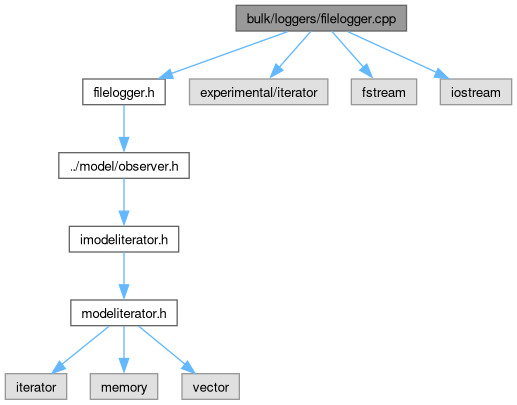 bulk/loggers/filelogger.cpp
filelogger.h
experimental/iterator
fstream
iostream
../model/observer.h
imodeliterator.h
modeliterator.h
iterator
memory
vector